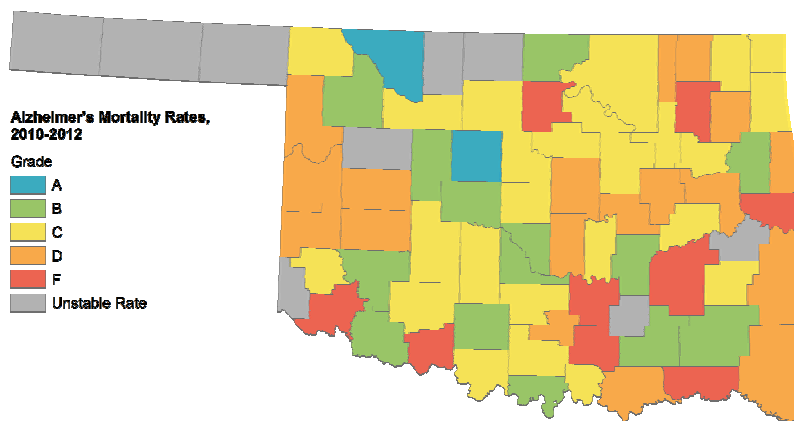 Alzheimer's Mortality Rates,
2010-2012
Grade
A
B
C
D
F
Unstable Rate